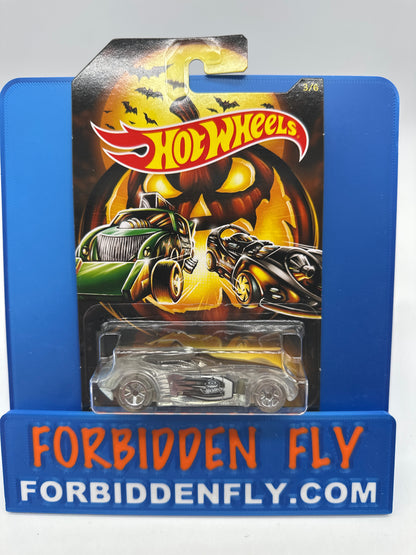 3/6
HOT WHEELS
FORBIDDEN FLY
FORBIDDENFLY.COM